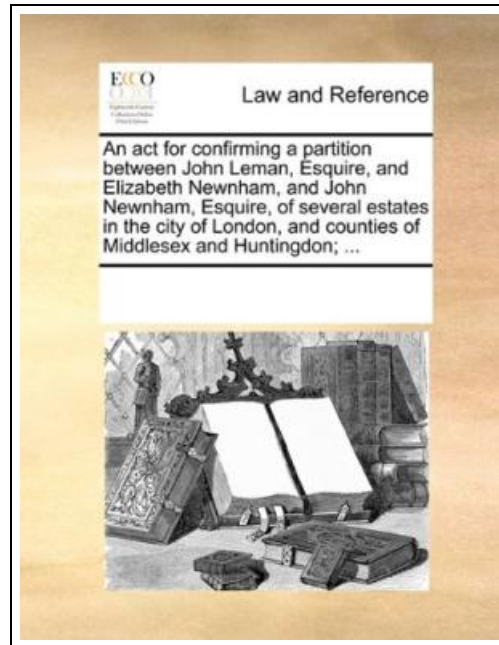 ECCO
Law and Reference
An act for confirming a partition
between John Leman, Esquire, and
Elizabeth Newnham, and John
Newnham, Esquire, of several estates
in the city of London, and counties of
Middlesex and Huntingdon; ...